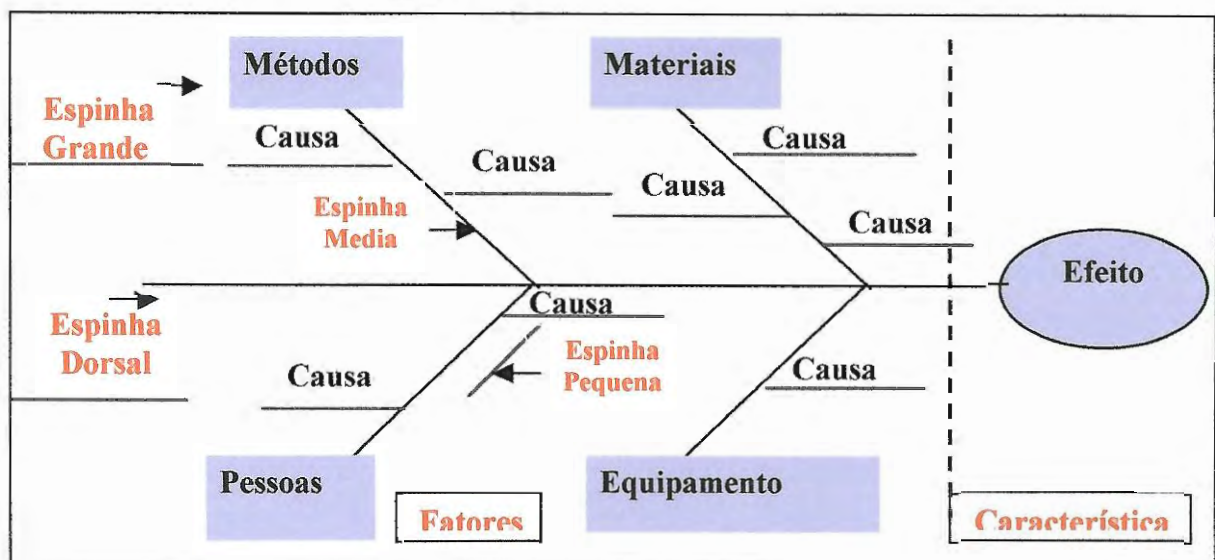 Métodos
Materiais
Espinha
Grande
Causa
Causa
Causa
Causa
Espinha
Media
Causa
Efeito
Espinha
Dorsal
Causa
Espinha
Pequena
Causa
Causa
Pessoas
Equipamento
Fatores
Característica